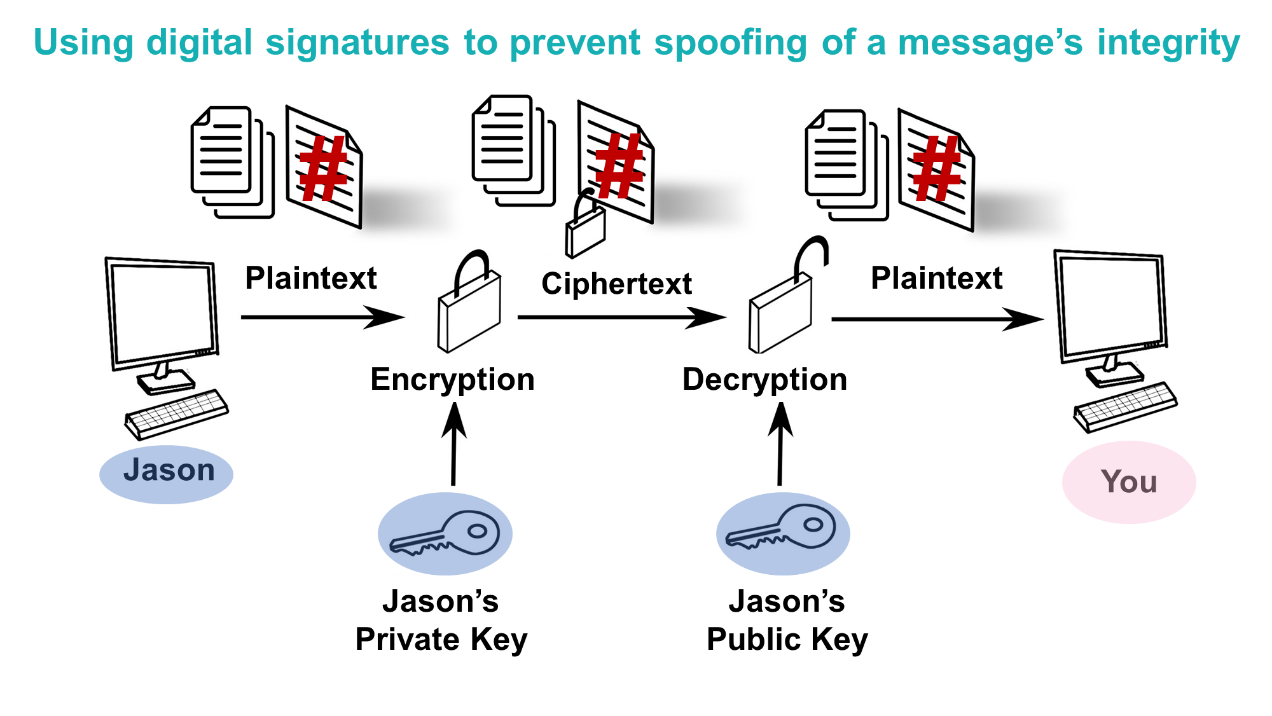 Using digital signatures to prevent spoofing of a message’s integrity
#
#
#
Plaintext
Ciphertext
Plaintext
Encryption
Decryption
Jason
You
Jason’s
Private Key
Jason’s
Public Key